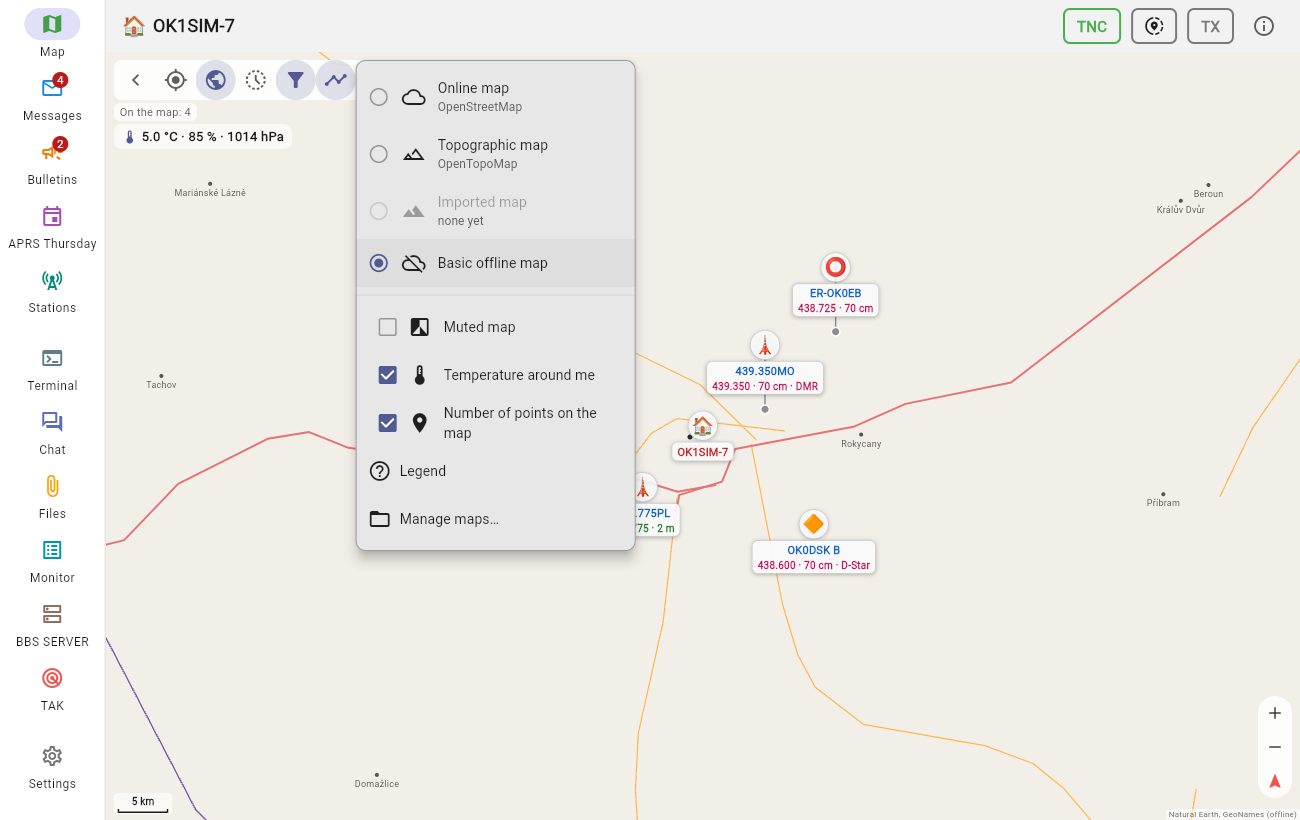 OK1SIM-7
TNC
TX
Map
4
Messages
2
Bulletins
APRS Thursday
Stations
Terminal
Chat
Files
Monitor
BBS SERVER
TAK
Settings
On the map: 4
5.0 °C · 85 % · 1014 hPa
Online map
OpenStreetMap
Topographic map
OpenTopoMap
Imported map
none yet
Basic offline map
Muted map
Temperature around me
Number of points on the
map
Legend
Manage maps…
Mariánské Lázně
Tachov
Domažlice
Beroun
Králův Dvůr
Rokycany
Příbram
ER-OK0EB
438.725 · 70 cm
439.350MO
439.350 · 70 cm · DMR
OK1SIM-7
.775PL
75 · 2 m
OK0DSK B
438.600 · 70 cm · D-Star
5 km
Natural Earth, GeoNames (offline)